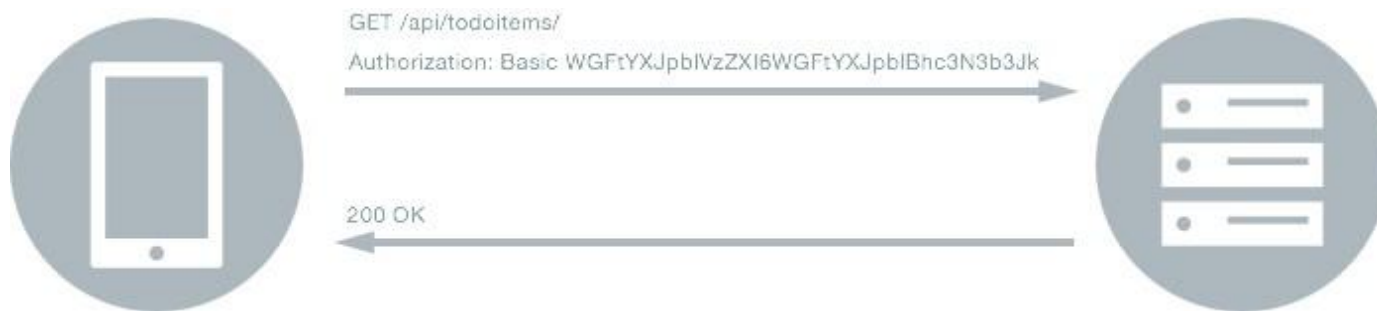 GET /api/todoitems/
Authorization: Basic WGFtYXJpblVzZXI6WGFtYXJpblBhc3N3b3Jk
200 OK